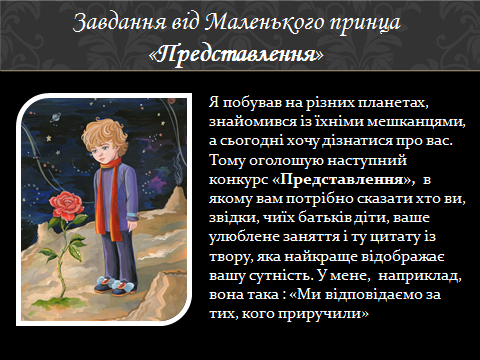 Завдання від Маленького принца
«Представлення»
Я побував на різних планетах,
знайомився із їхніми мешканцями,
а сьогодні хочу дізнатися про вас.
Тому оголошую наступний
конкурс «Представлення», в
якому вам потрібно сказати хто ви,
звідки, чиїх батьків діти, ваше
улюблене заняття і ту цитату із
твору, яка найкраще відображає
вашу сутність. У мене, наприклад,
вона така : «Ми відповідаємо за
тих, кого приручили»